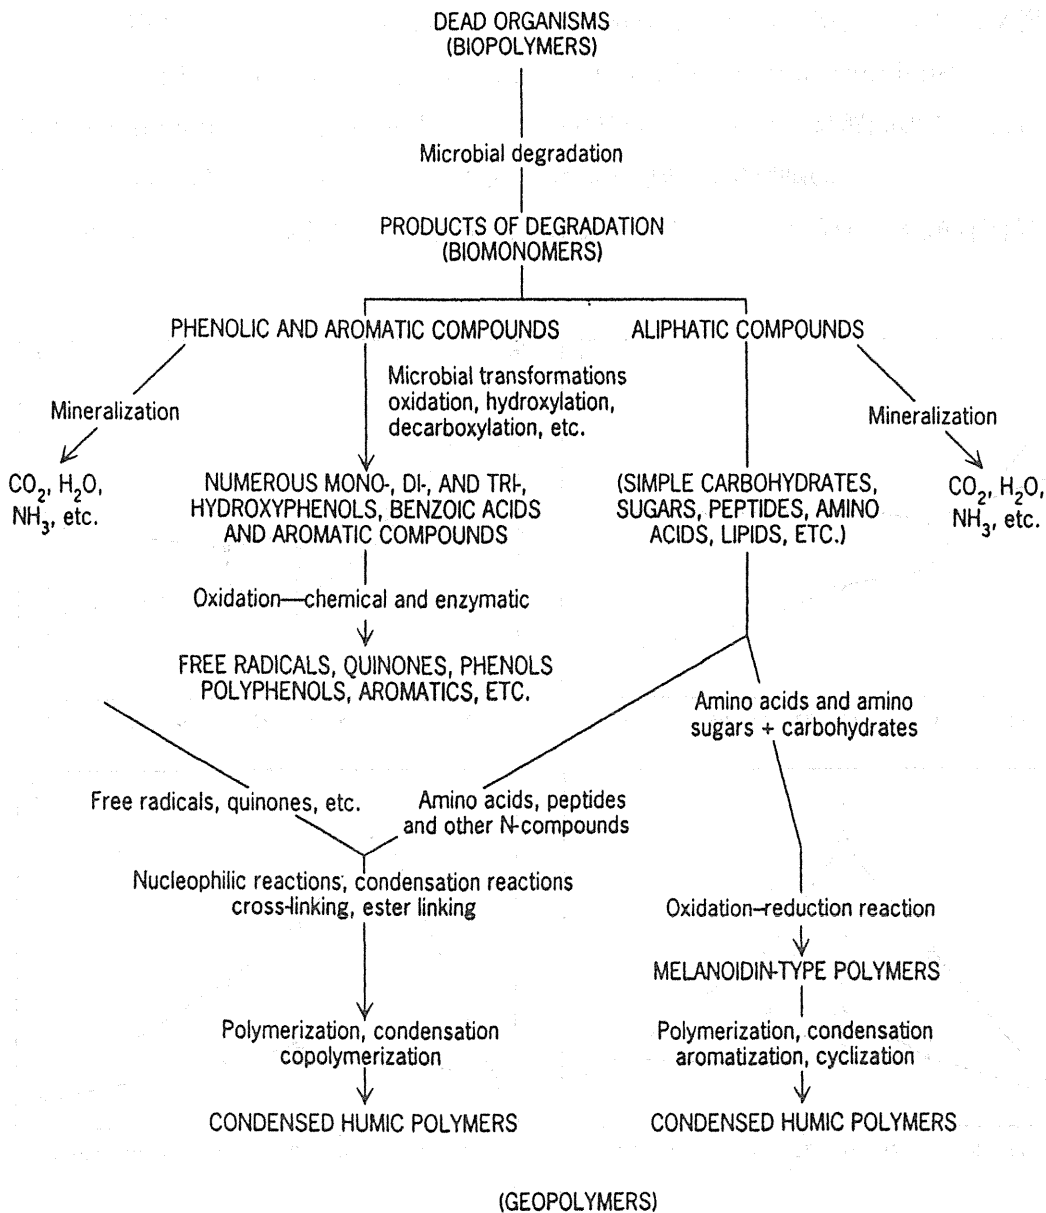 DEAD ORGANISMS
(BIOPOLYMERS)
Microbial degradation
PRODUCTS OF DEGRADATION
(BIOMONOMERS)
PHENOLIC AND AROMATIC COMPOUNDS
ALIPHATIC COMPOUNDS
Microbial transformations
oxidation, hydroxylation,
decarboxylation, etc.
Mineralization
Mineralization
CO2, H2O,
NH3, etc.
NUMEROUS MONO-, DI-, AND TRI-,
HYDROXYPHENOLS, BENZOIC ACIDS
AND AROMATIC COMPOUNDS
(SIMPLE CARBOHYDRATES,
SUGARS, PEPTIDES, AMINO
ACIDS, LIPIDS, ETC.)
CO2, H2O,
NH3, etc.
Oxidation—chemical and enzymatic
FREE RADICALS, QUINONES, PHENOLS
POLYPHENOLS, AROMATICS, ETC.
Amino acids and amino
sugars + carbohydrates
Free radicals, quinones, etc.
Amino acids, peptides
and other N-compounds
Nucleophilic reactions, condensation reactions
cross-linking, ester linking
Oxidation–reduction reaction
MELANOIDIN-TYPE POLYMERS
Polymerization, condensation
copolymerization
Polymerization, condensation
aromatization, cyclization
CONDENSED HUMIC POLYMERS
CONDENSED HUMIC POLYMERS
(GEOPOLYMERS)